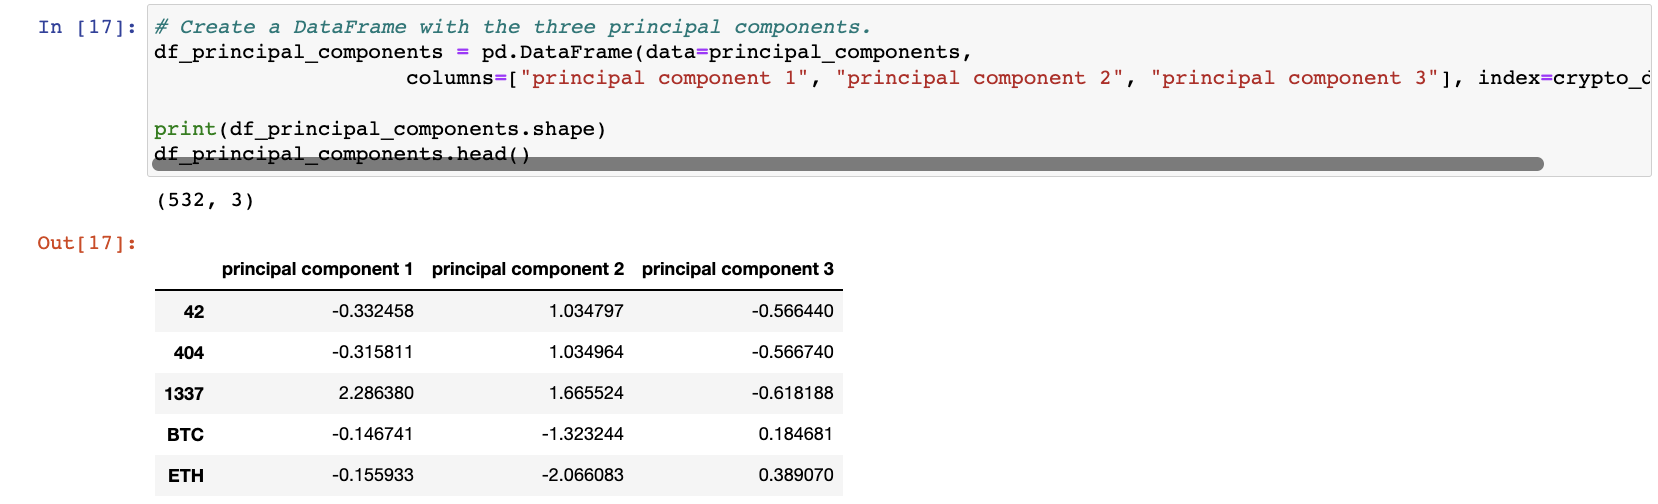 In [17]: # Create a DataFrame with the three principal components.
df_principal_components = pd.DataFrame(data=principal_components,
columns=["principal component 1", "principal component 2", "principal component 3"], index=crypto_d
print(df_principal_components.shape)
df_principal_components.head()
(532, 3)
Out[17]:
principal component 1 principal component 2 principal component 3
42 -0.332458 1.034797 -0.566440
404 -0.315811 1.034964 -0.566740
1337 2.286380 1.665524 -0.618188
BTC -0.146741 -1.323244 0.184681
ETH -0.155933 -2.066083 0.389070